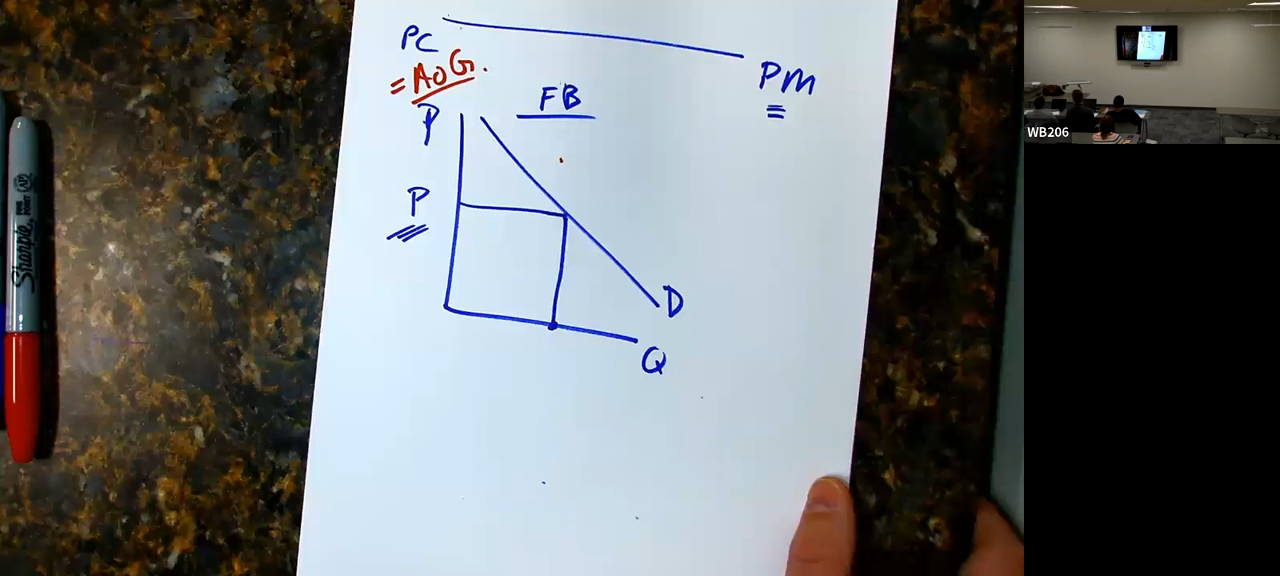 PC
PM
= AOG.
FB
P
P
D
Q
Sharpie
WB206